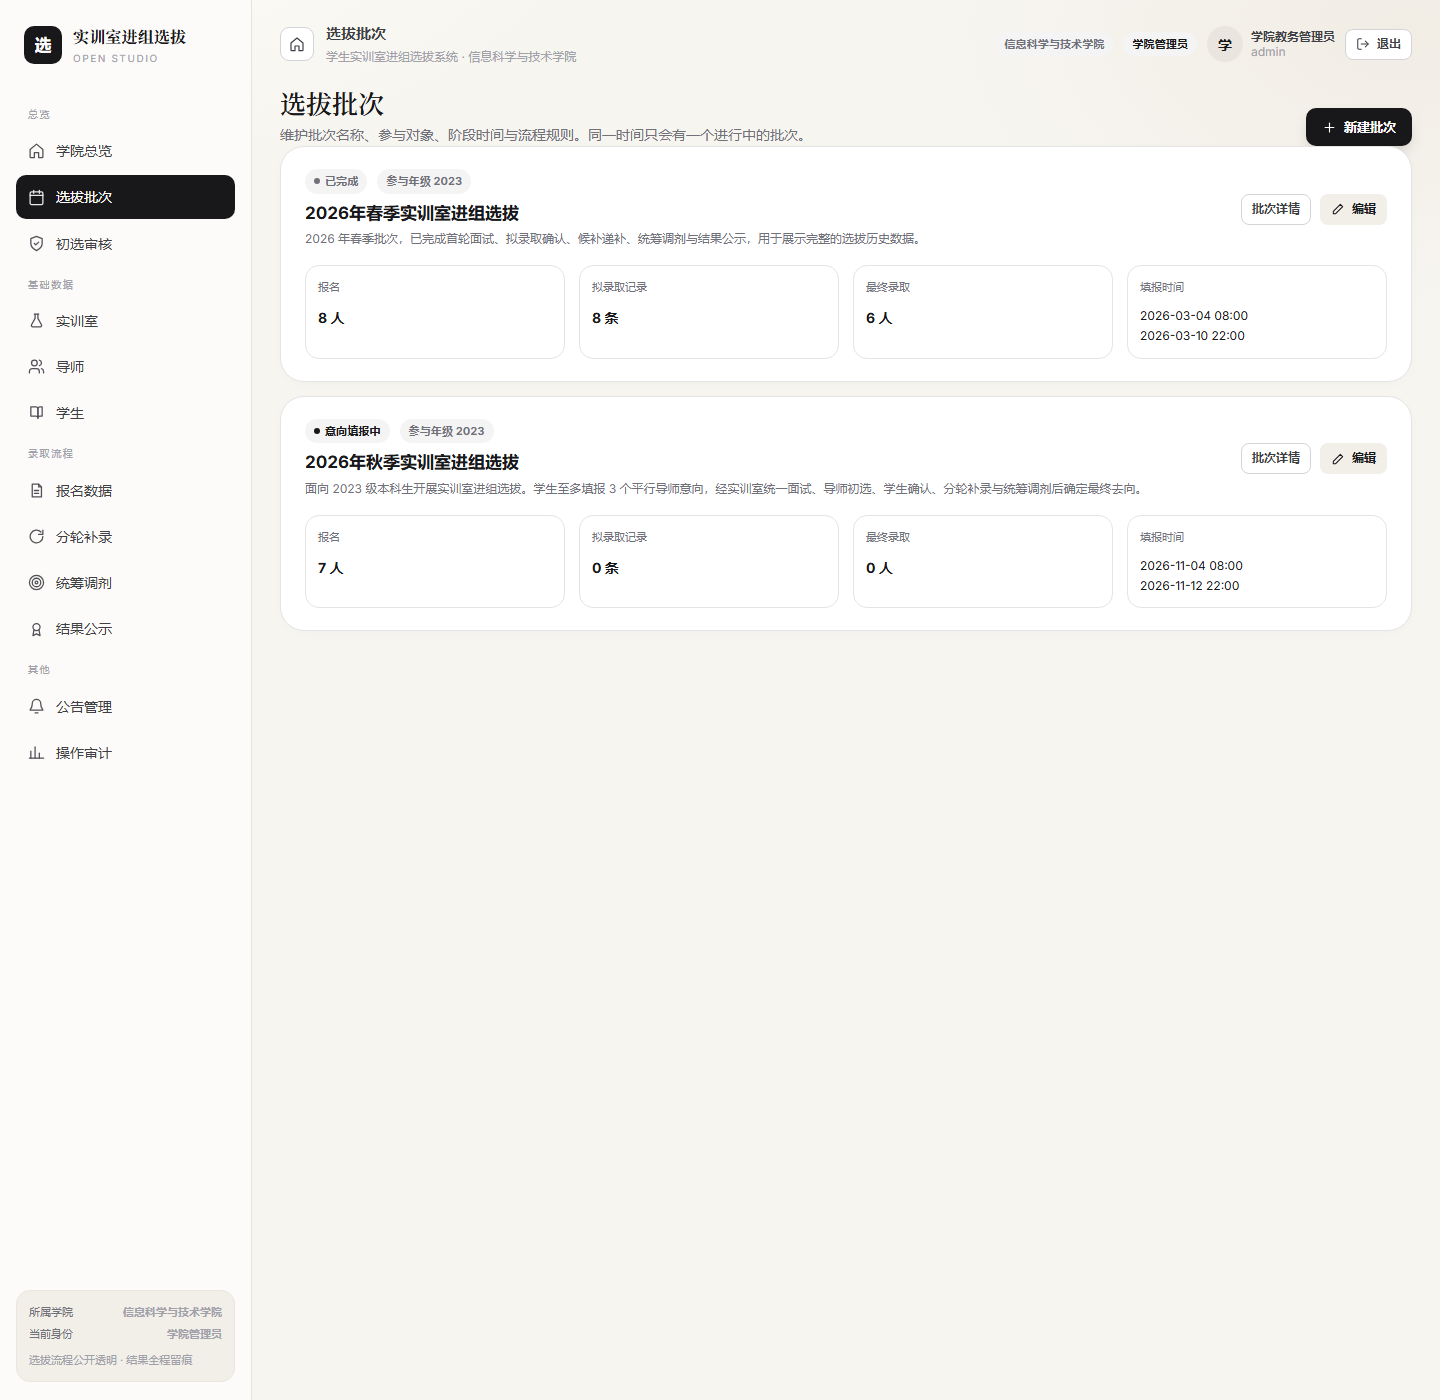 选
实训室进组选拔
OPEN STUDIO
总览
学院总览
选拔批次
初选审核
基础数据
实训室
导师
学生
录取流程
报名数据
分轮补录
统筹调剂
结果公示
其他
公告管理
操作审计
所属学院 信息科学与技术学院
当前身份 学院管理员
选拔流程公开透明 · 结果全程留痕
选拔批次
学生实训室进组选拔系统 · 信息科学与技术学院
信息科学与技术学院
学院管理员
学
学院教务管理员
admin
退出
选拔批次
维护批次名称、参与对象、阶段时间与流程规则。同一时间只会有一个进行中的批次。
新建批次
已完成 参与年级 2023
2026年春季实训室进组选拔
2026 年春季批次，已完成首轮面试、拟录取确认、候补递补、统筹调剂与结果公示，用于展示完整的选拔历史数据。
批次详情 编辑
报名
8 人
拟录取记录
8 条
最终录取
6 人
填报时间
2026-03-04 08:00
2026-03-10 22:00
意向填报中 参与年级 2023
2026年秋季实训室进组选拔
面向 2023 级本科生开展实训室进组选拔。学生至多填报 3 个平行导师意向，经实训室统一面试、导师初选、学生确认、分轮补录与统筹调剂后确定最终去向。
批次详情 编辑
报名
7 人
拟录取记录
0 条
最终录取
0 人
填报时间
2026-11-04 08:00
2026-11-12 22:00